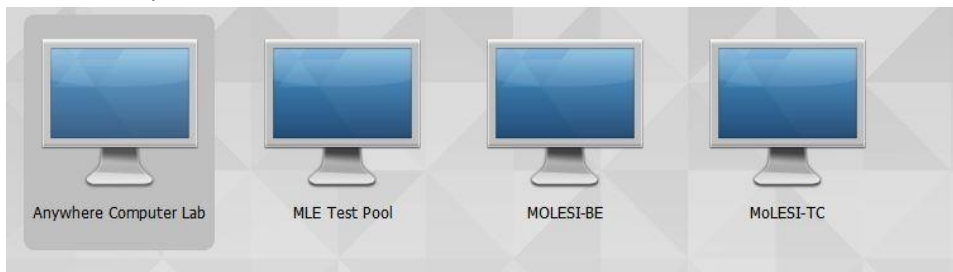 Anywhere Computer Lab
MLE Test Pool
MOLESI-BE
MoLESI-TC